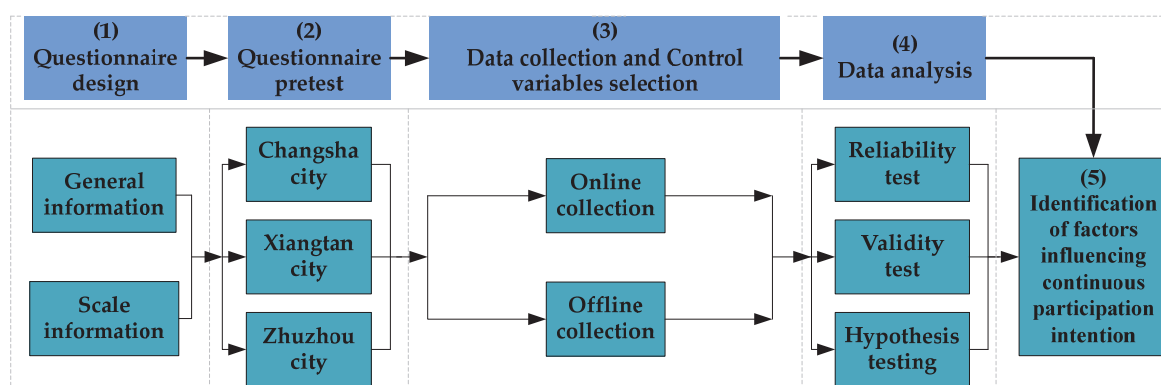 (1)
Questionnaire
design
(2)
Questionnaire
pretest
(3)
Data collection and Control
variables selection
(4)
Data analysis
General
information
Scale
information
Changsha
city
Xiangtan
city
Zhuzhou
city
Online
collection
Offline
collection
Reliability
test
Validity
test
Hypothesis
testing
(5)
Identification
of factors
influencing
continuous
participation
intention